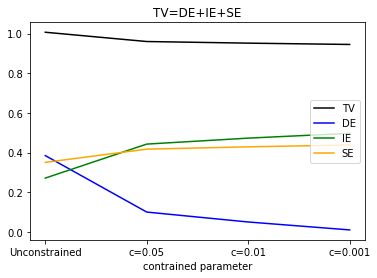 TV=DE+IE+SE
1.0
0.8
0.6
0.4
0.2
0.0
TV
DE
IE
SE
Unconstrained c=0.05 c=0.01 c=0.001
contrained parameter